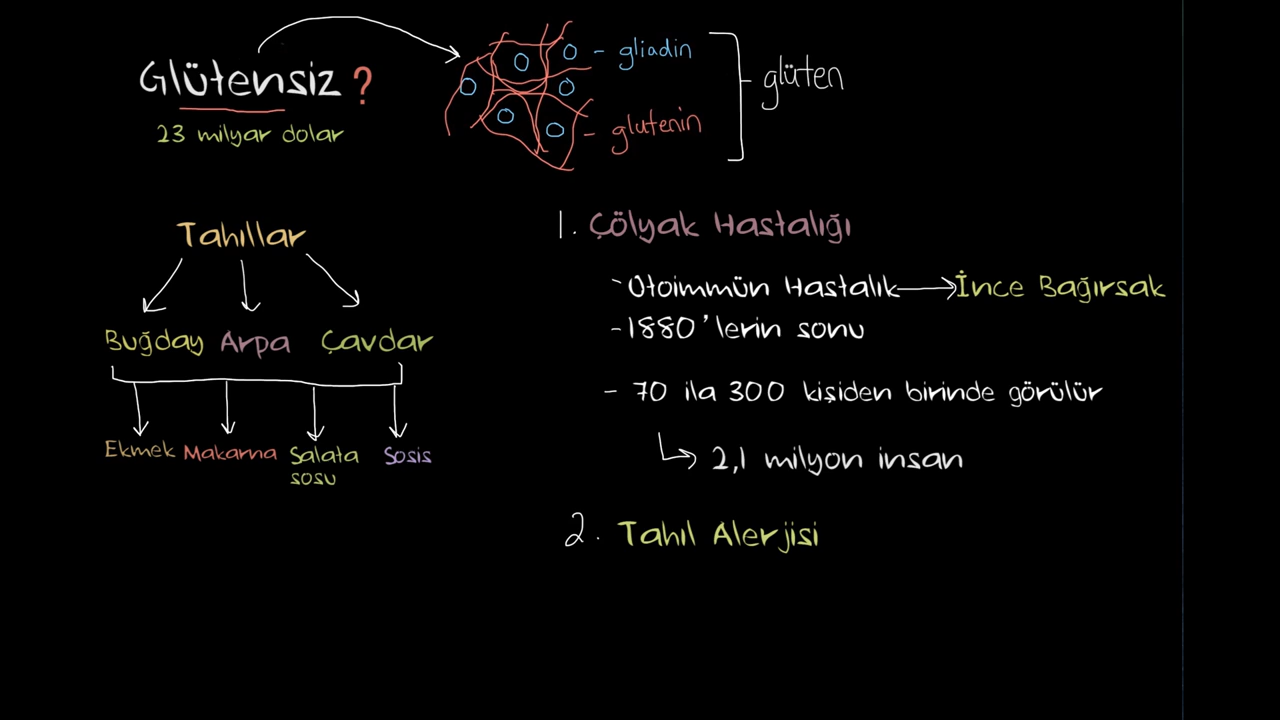 Glütensiz ?
23 milyar dolar
- gliadin
- glutenin
glüten
Tahıllar
Buğday Arpa Çavdar
Ekmek Makarna Salata sosu Sosis
1. Çölyak Hastalığı
- Otoimmün Hastalık → İnce Bağırsak
- 1880'lerin sonu
- 70 ila 300 kişiden birinde görülür
2,1 milyon insan
2. Tahıl Alerjisi